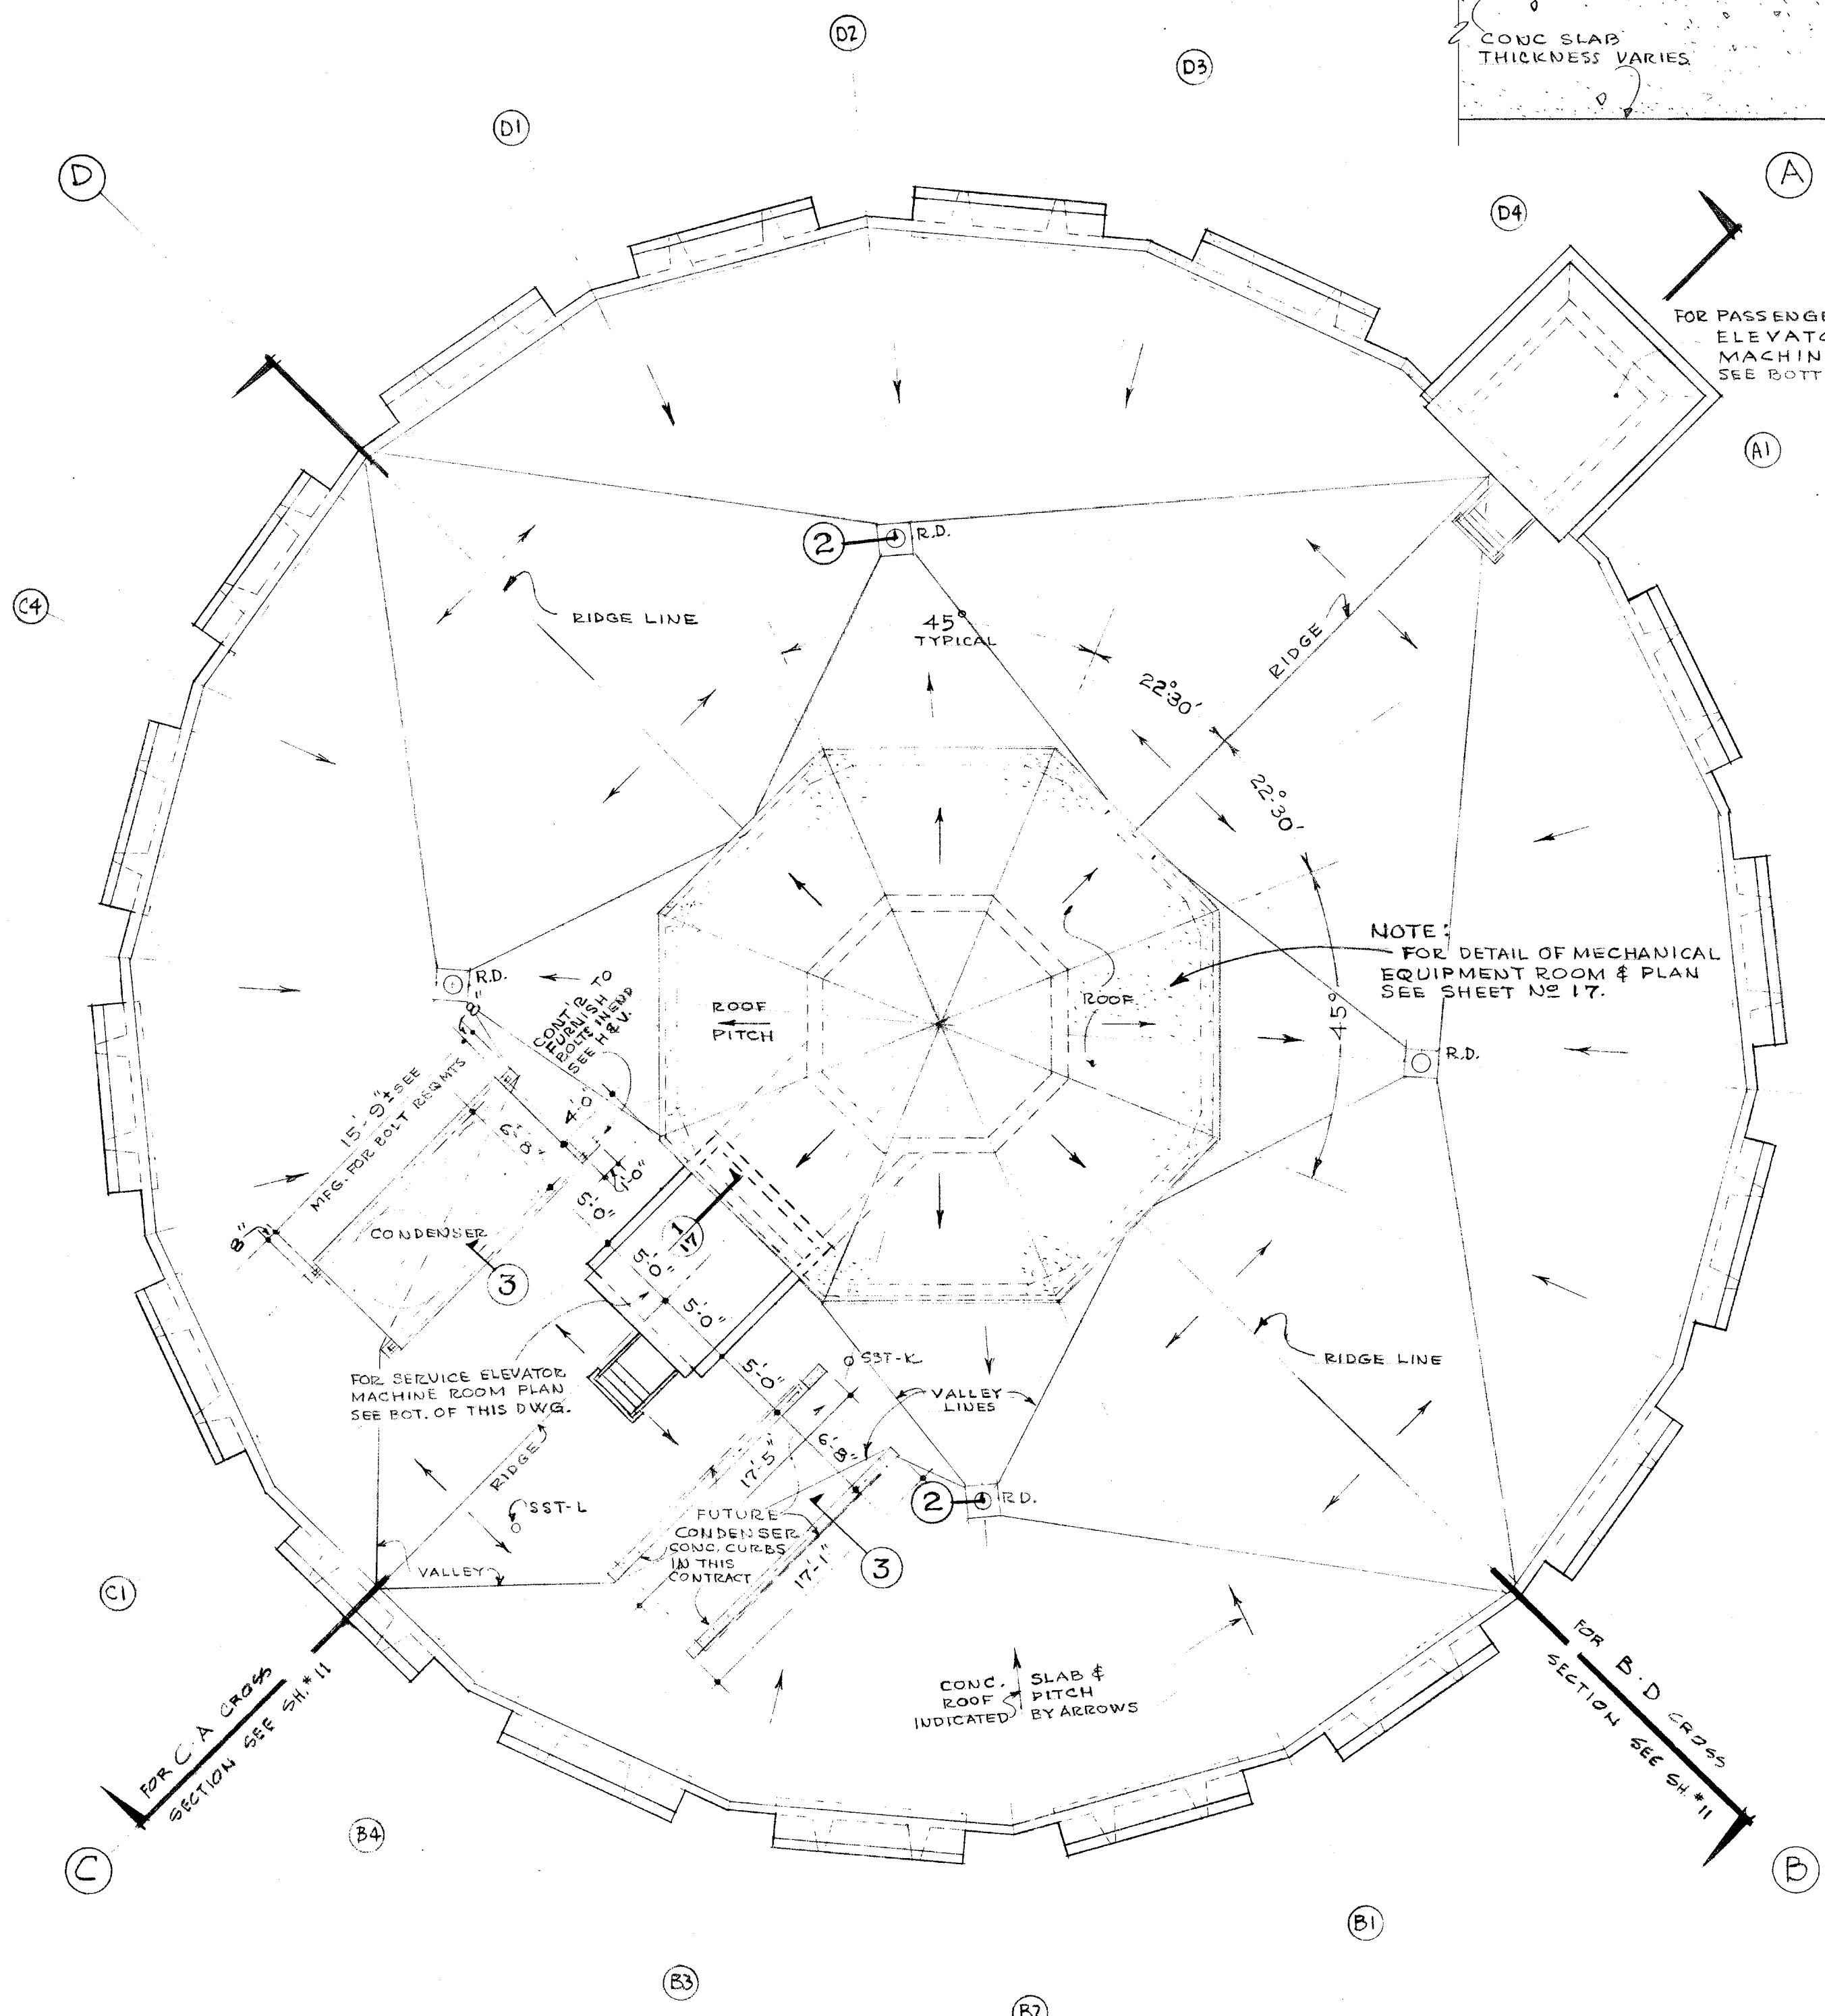 CONC SLAB
THICKNESS VARIES
D2
D3
D1
D
A
D4
FOR PASSENGE
ELEVATO
MACHIN
SEE BOTT
A1
2
R.D.
RIDGE LINE
C4
45°
TYPICAL
RIDGE
22°30'
22°30'
NOTE:
FOR DETAIL OF MECHANICAL
EQUIPMENT ROOM & PLAN
SEE SHEET Nº 17.
R.D.
8"
CONT'R TO
FURNISH
BOLTS IN END
SEE H & V.
ROOF
PITCH
ROOF
45°
R.D.
15'-9"± SEE
MFG. FOR BOLT REQMTS
6'-8"
4'-0"
1'-0"
5'-0"
8"
CONDENSER
3
1
17
5'-0"
5'-0"
FOR SERVICE ELEVATOR
MACHINE ROOM PLAN
SEE BOT. OF THIS DWG.
5'-0"
SST-K
VALLEY
LINES
RIDGE LINE
6'-8"
17'-5"
RIDGE
SST-L
2
R.D.
FUTURE
CONDENSER
CONC. CURBS
IN THIS
CONTRACT
17'-1"
3
VALLEY
C1
FOR C·A CROSS
SECTION SEE SH. #11
CONC. SLAB &
ROOF PITCH
INDICATED BY ARROWS
FOR B·D CROSS
SECTION SEE SH. #11
B4
C
B
B1
B3
B2